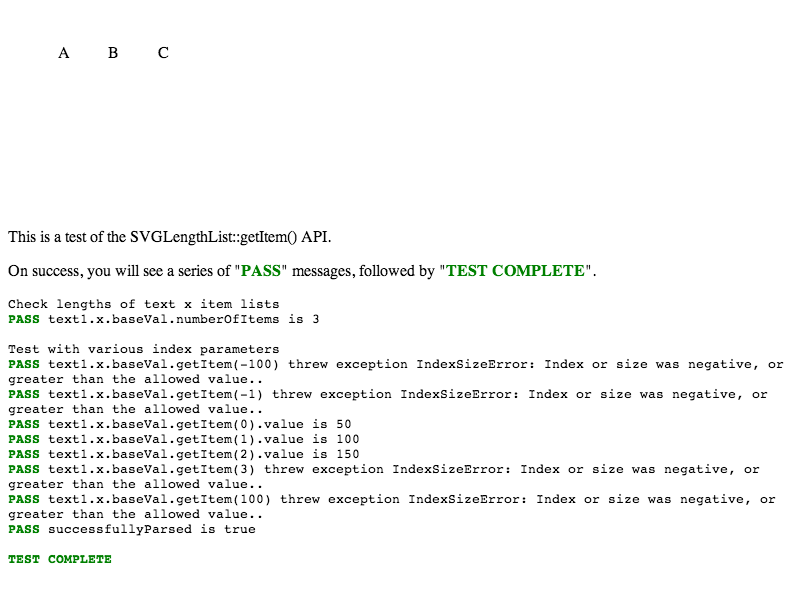 A B C
This is a test of the SVGLengthList::getItem() API.
On success, you will see a series of "PASS" messages, followed by "TEST COMPLETE".
Check lengths of text x item lists
PASS text1.x.baseVal.numberOfItems is 3
Test with various index parameters
PASS text1.x.baseVal.getItem(-100) threw exception IndexSizeError: Index or size was negative, or
greater than the allowed value..
PASS text1.x.baseVal.getItem(-1) threw exception IndexSizeError: Index or size was negative, or
greater than the allowed value..
PASS text1.x.baseVal.getItem(0).value is 50
PASS text1.x.baseVal.getItem(1).value is 100
PASS text1.x.baseVal.getItem(2).value is 150
PASS text1.x.baseVal.getItem(3) threw exception IndexSizeError: Index or size was negative, or
greater than the allowed value..
PASS text1.x.baseVal.getItem(100) threw exception IndexSizeError: Index or size was negative, or
greater than the allowed value..
PASS successfullyParsed is true
TEST COMPLETE